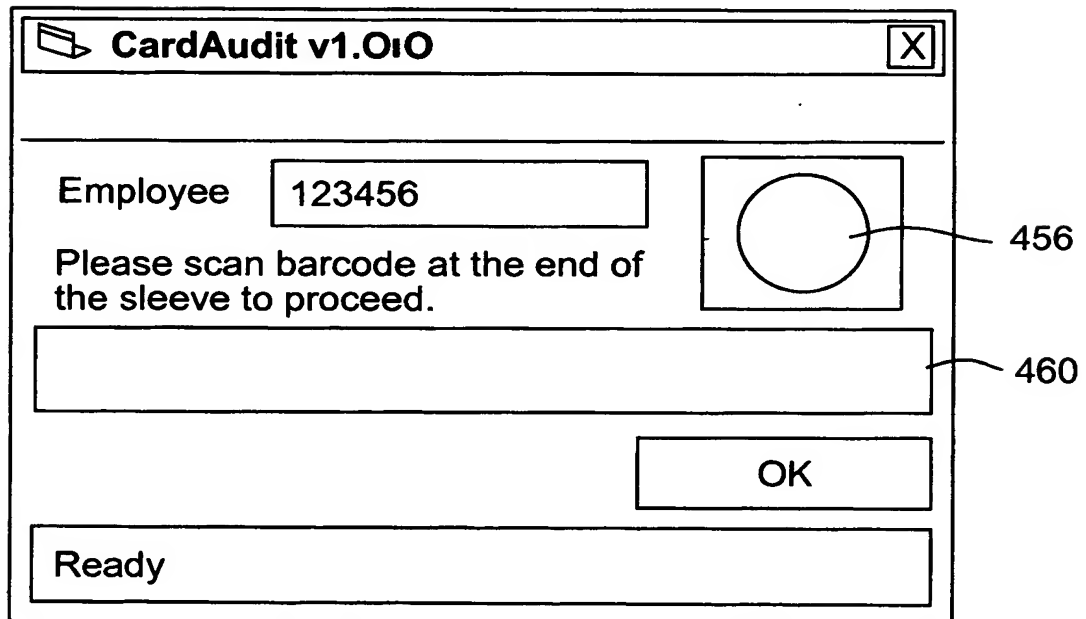 CardAudit v1.OIO
X
Employee 123456
456
Please scan barcode at the end of
the sleeve to proceed.
460
OK
Ready